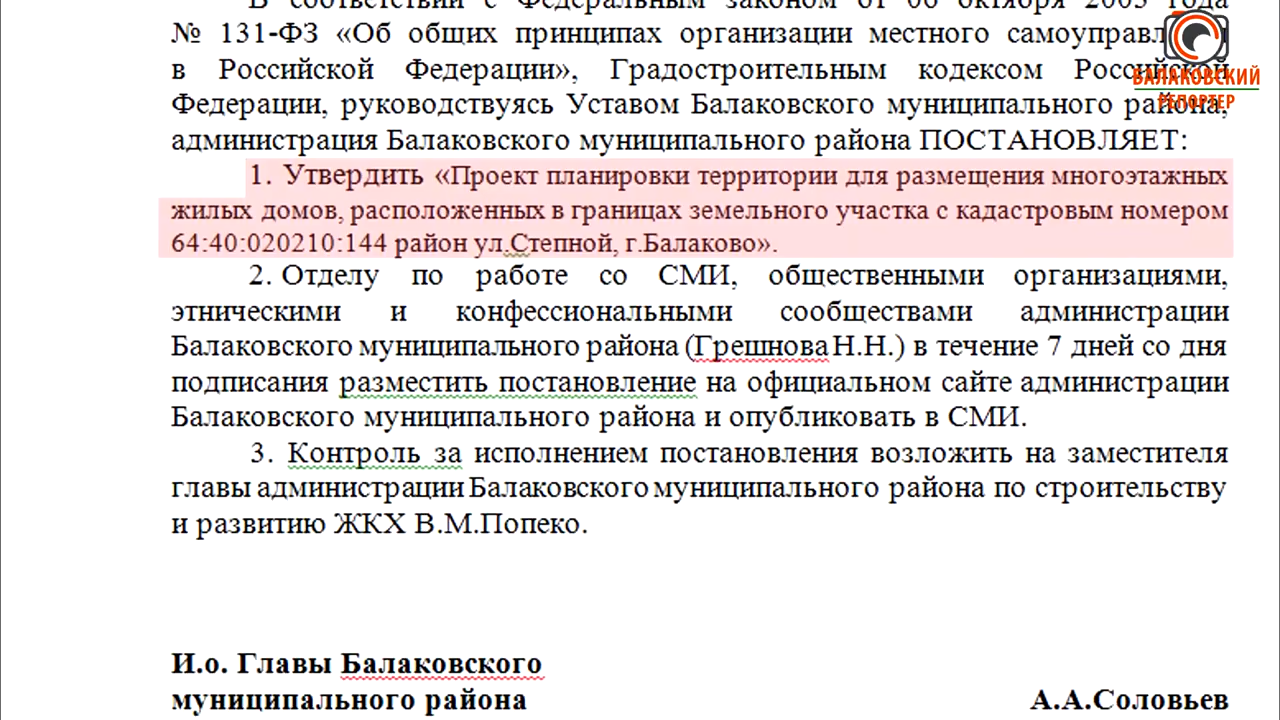 В соответствии с Федеральным законом от 06 октября 2003 года
№ 131-ФЗ «Об общих принципах организации местного
в Российской Федерации», Градостроительным кодексом Российской
Федерации, руководствуясь Уставом Балаковского муниципального района,
администрация Балаковского муниципального района ПОСТАНОВЛЯЕТ:
1. Утвердить «Проект планировки территории для размещения многоэтажных
жилых домов, расположенных в границах земельного участка с кадастровым номером
64:40:020210:144 район ул.Степной, г.Балаково».
2. Отделу по работе со СМИ, общественными организациями,
этническими и конфессиональными сообществами администрации
Балаковского муниципального района (Грешнова Н.Н.) в течение 7 дней со дня
подписания разместить постановление на официальном сайте администрации
Балаковского муниципального района и опубликовать в СМИ.
3. Контроль за исполнением постановления возложить на заместителя
главы администрации Балаковского муниципального района по строительству
и развитию ЖКХ В.М.Попеко.
И.о. Главы Балаковского
муниципального района А.А.Соловьев
БАЛАКОВСКИЙ
РЕПОРТЕР